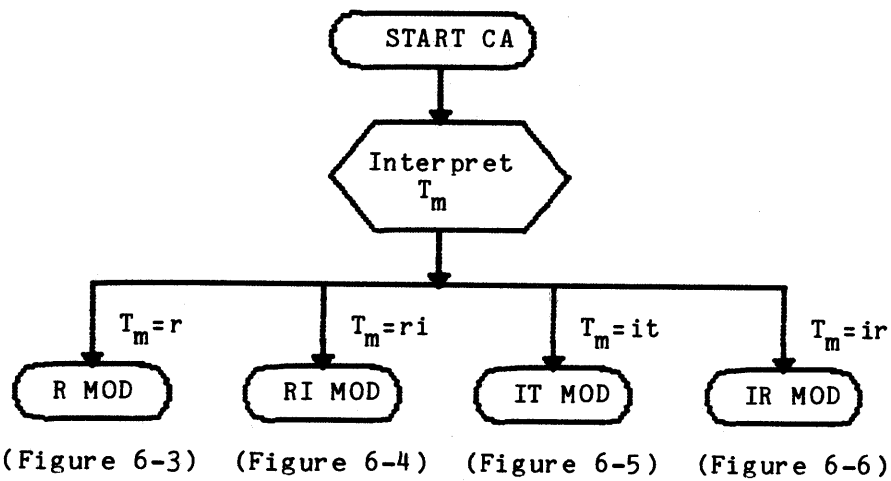 START CA
Interpret
Tm
Tm=r
Tm=ri
Tm=it
Tm=ir
R MOD
RI MOD
IT MOD
IR MOD
(Figure 6-3)
(Figure 6-4)
(Figure 6-5)
(Figure 6-6)